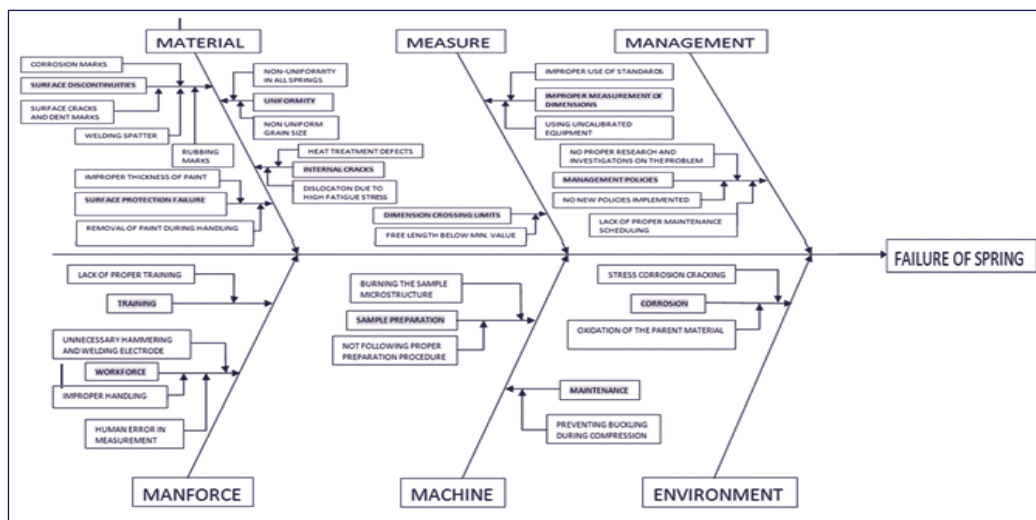 MATERIAL
MEASURE
MANAGEMENT
CORROSION MARKS
SURFACE DISCONTINUITIES
SURFACE CRACKS
AND DENT MARKS
WELDING SPATTER
RUBBING
MARKS
NON-UNIFORMITY
IN ALL SPRINGS
UNIFORMITY
NON UNIFORM
GRAIN SIZE
HEAT TREATMENT DEFECTS
INTERNAL CRACKS
DISLOCATON DUE TO
HIGH FATIGUE STRESS
IMPROPER THICKNESS OF PAINT
SURFACE PROTECTION FAILURE
REMOVAL OF PAINT DURING HANDLING
IMPROPER USE OF STANDARDS
IMPROPER MEASUREMENT OF
DIMENSIONS
USING UNCALIBRATED
EQUIPMENT
DIMENSION CROSSING LIMITS
FREE LENGTH BELOW MIN. VALUE
NO PROPER RESEARCH AND
INVESTIGATONS ON THE PROBLEM
MANAGEMENT POLICIES
NO NEW POLICIES IMPLEMENTED
LACK OF PROPER MAINTENANCE
SCHEDULING
FAILURE OF SPRING
LACK OF PROPER TRAINING
TRAINING
UNNECESSARY HAMMERING
AND WELDING ELECTRODE
WORKFORCE
IMPROPER HANDLING
HUMAN ERROR IN
MEASUREMENT
BURNING THE SAMPLE
MICROSTRUCTURE
SAMPLE PREPARATION
NOT FOLLOWING PROPER
PREPARATION PROCEDURE
MAINTENANCE
PREVENTING BUCKLING
DURING COMPRESSION
STRESS CORROSION CRACKING
CORROSION
OXIDATION OF THE PARENT MATERIAL
MANFORCE
MACHINE
ENVIRONMENT